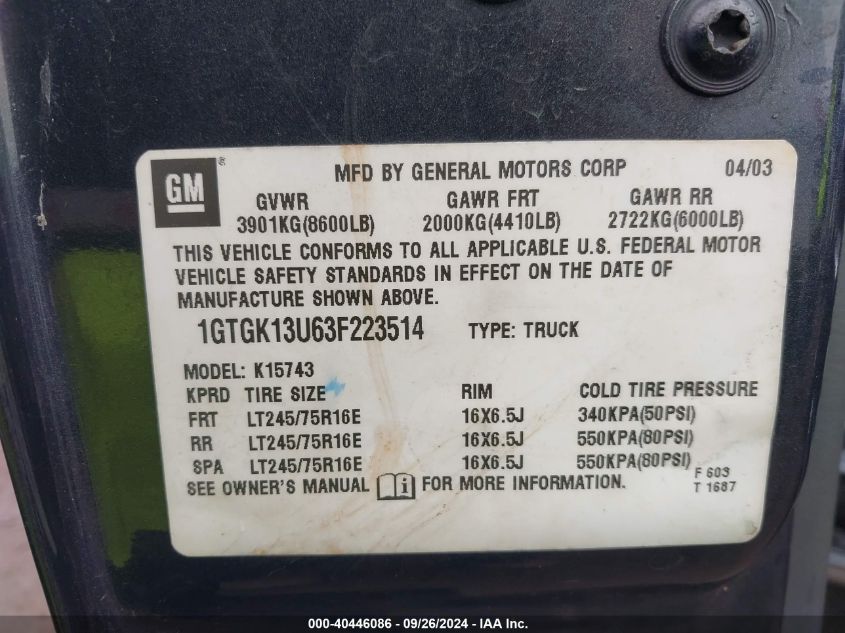 GM ®
MFD BY GENERAL MOTORS CORP 04/03
GVWR GAWR FRT GAWR RR
3901KG(8600LB) 2000KG(4410LB) 2722KG(6000LB)
THIS VEHICLE CONFORMS TO ALL APPLICABLE U.S. FEDERAL MOTOR
VEHICLE SAFETY STANDARDS IN EFFECT ON THE DATE OF
MANUFACTURE SHOWN ABOVE.
1GTGK13U63F223514 TYPE: TRUCK
MODEL: K15743
KPRD TIRE SIZE RIM COLD TIRE PRESSURE
FRT LT245/75R16E 16X6.5J 340KPA(50PSI)
RR LT245/75R16E 16X6.5J 550KPA(80PSI)
SPA LT245/75R16E 16X6.5J 550KPA(80PSI)
SEE OWNER'S MANUAL i FOR MORE INFORMATION.
F 603
T 1687
000-40446086 - 09/26/2024 - IAA Inc.